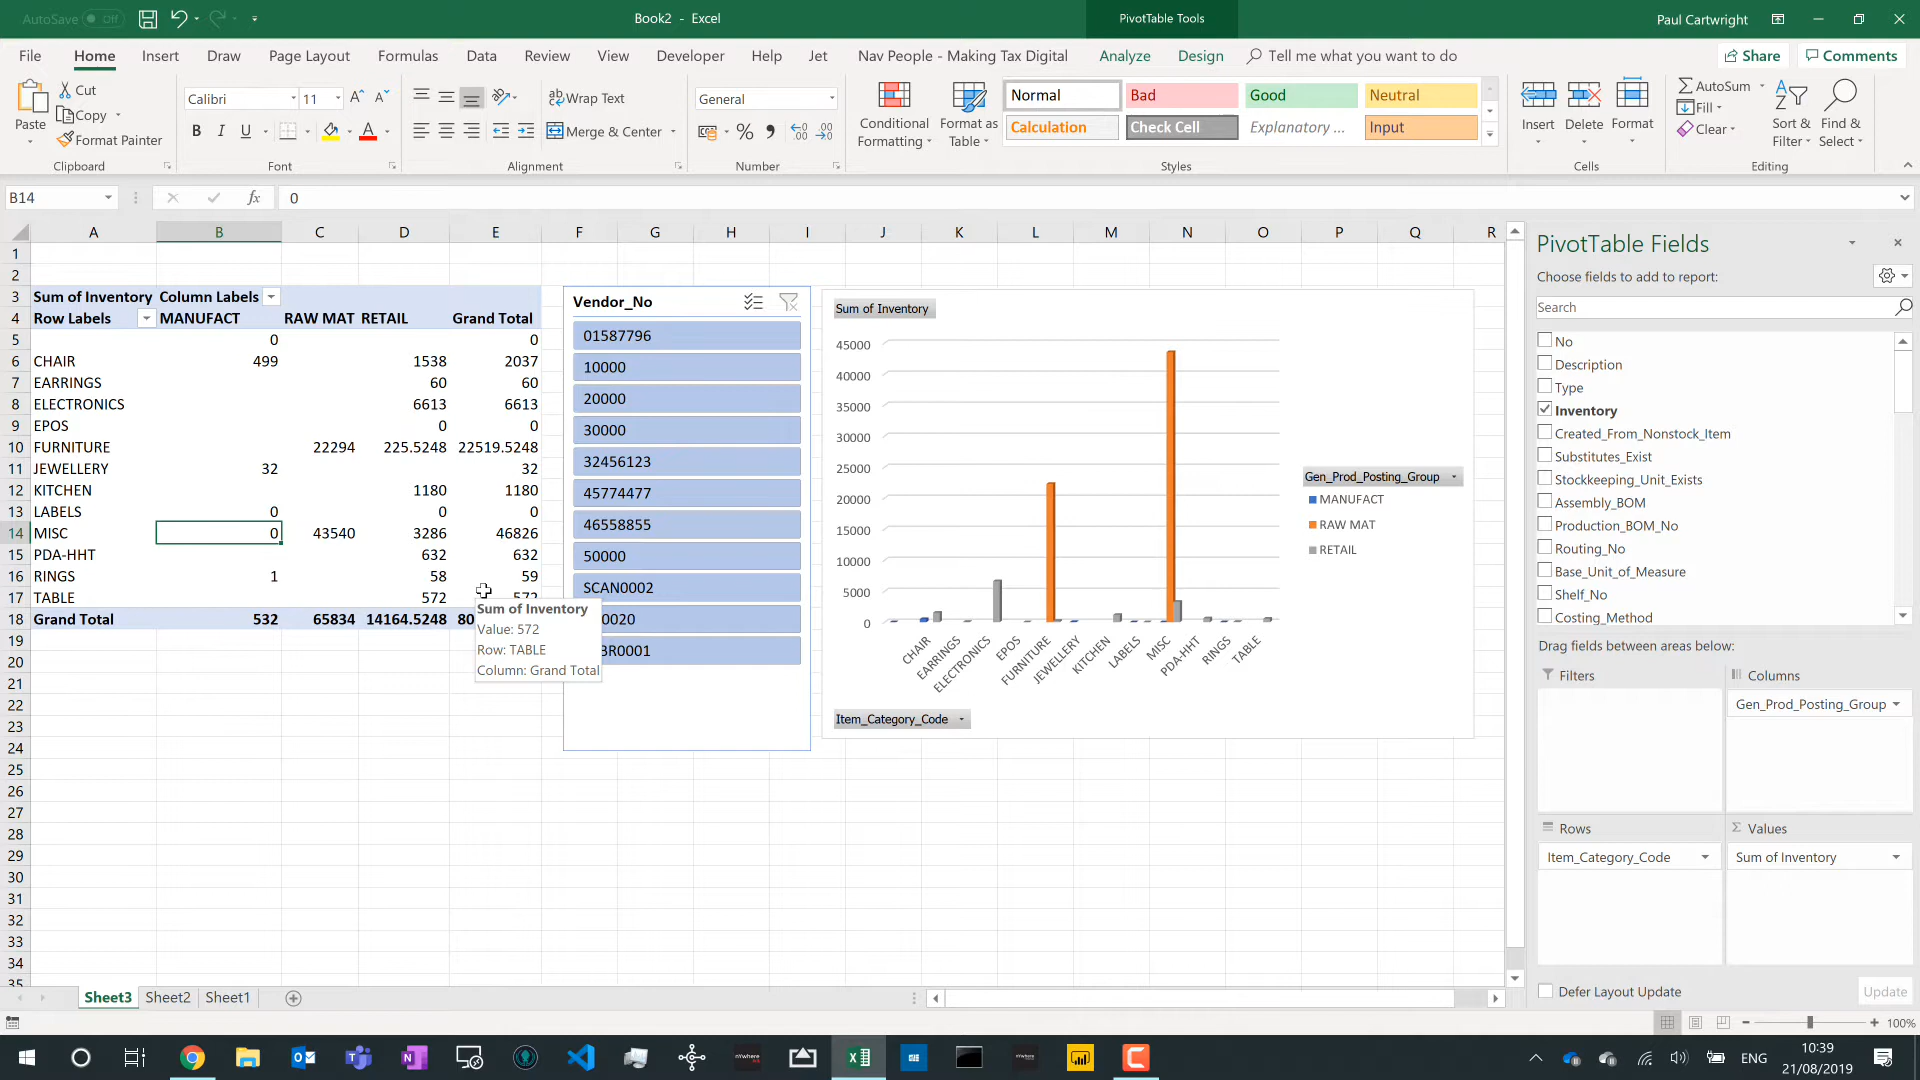 AutoSave Off
Book2 - Excel
PivotTable Tools
Paul Cartwright
File Home Insert Draw Page Layout Formulas Data Review View Developer Help Jet Nav People - Making Tax Digital Analyze Design Tell me what you want to do Share Comments
Paste
Cut
Copy
Format Painter
Clipboard
Calibri 11
B I U
Font
Wrap Text
Merge & Center
Alignment
General
Number
Conditional Formatting
Format as Table
Normal Bad Good Neutral
Calculation Check Cell Explanatory ... Input
Styles
Insert Delete Format
Cells
AutoSum
Fill
Clear
Sort & Filter
Find & Select
Editing
B14 fx 0
A B C D E F G H I J K L M N O P Q R
1
2
3 Sum of Inventory Column Labels
4 Row Labels MANUFACT RAW MAT RETAIL Grand Total
5 0 0
6 CHAIR 499 1538 2037
7 EARRINGS 60 60
8 ELECTRONICS 6613 6613
9 EPOS 0 0
10 FURNITURE 22294 225.5248 22519.5248
11 JEWELLERY 32 32
12 KITCHEN 1180 1180
13 LABELS 0 0 0
14 MISC 0 43540 3286 46826
15 PDA-HHT 632 632
16 RINGS 1 58 59
17 TABLE 572 572
18 Grand Total 532 65834 14164.5248 80
19
20
21
22
23
24
25
26
27
28
29
30
31
32
33
34
35
Sum of Inventory
Value: 572
Row: TABLE
Column: Grand Total
Vendor_No
01587796
10000
20000
30000
32456123
45774477
46558855
50000
SCAN0002
0020
BR0001
Sum of Inventory
45000
40000
35000
30000
25000
20000
15000
10000
5000
0
CHAIR EARRINGS ELECTRONICS EPOS FURNITURE JEWELLERY KITCHEN LABELS MISC PDA-HHT RINGS TABLE
Item_Category_Code
Gen_Prod_Posting_Group
MANUFACT
RAW MAT
RETAIL
PivotTable Fields
Choose fields to add to report:
Search
No
Description
Type
Inventory
Created_From_Nonstock_Item
Substitutes_Exist
Stockkeeping_Unit_Exists
Assembly_BOM
Production_BOM_No
Routing_No
Base_Unit_of_Measure
Shelf_No
Costing_Method
Drag fields between areas below:
Filters
Columns
Gen_Prod_Posting_Group
Rows
Item_Category_Code
Values
Sum of Inventory
Defer Layout Update
Update
Sheet3 Sheet2 Sheet1
100%
ENG
10:39
21/08/2019